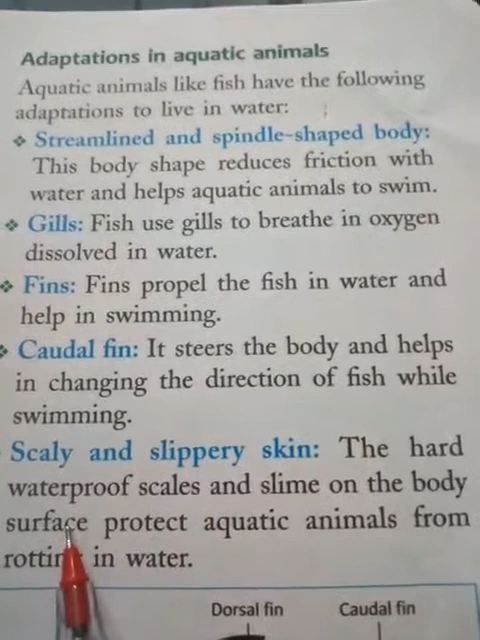 Adaptations in aquatic animals
Aquatic animals like fish have the following
adaptations to live in water:
❖ Streamlined and spindle-shaped body:
This body shape reduces friction with
water and helps aquatic animals to swim.
❖ Gills: Fish use gills to breathe in oxygen
dissolved in water.
❖ Fins: Fins propel the fish in water and
help in swimming.
❖ Caudal fin: It steers the body and helps
in changing the direction of fish while
swimming.
Scaly and slippery skin: The hard
waterproof scales and slime on the body
surface protect aquatic animals from
rotting in water.
Dorsal fin Caudal fin